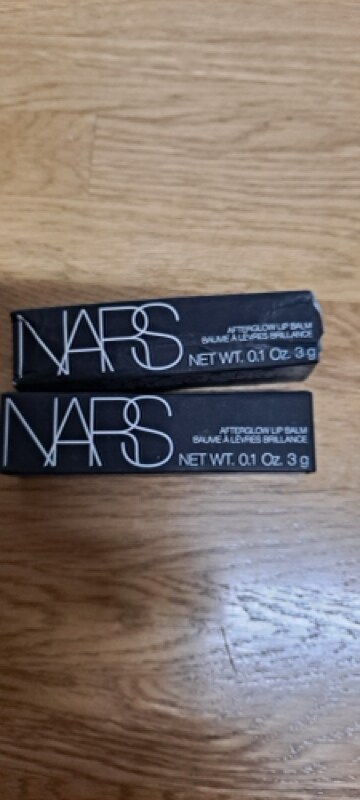 NARS
AFTERGLOW LIP BALM
BAUME À LÈVRES BRILLANCE
NET WT. 0.1 Oz. 3 g
NARS
AFTERGLOW LIP BALM
BAUME À LÈVRES BRILLANCE
NET WT. 0.1 Oz. 3 g